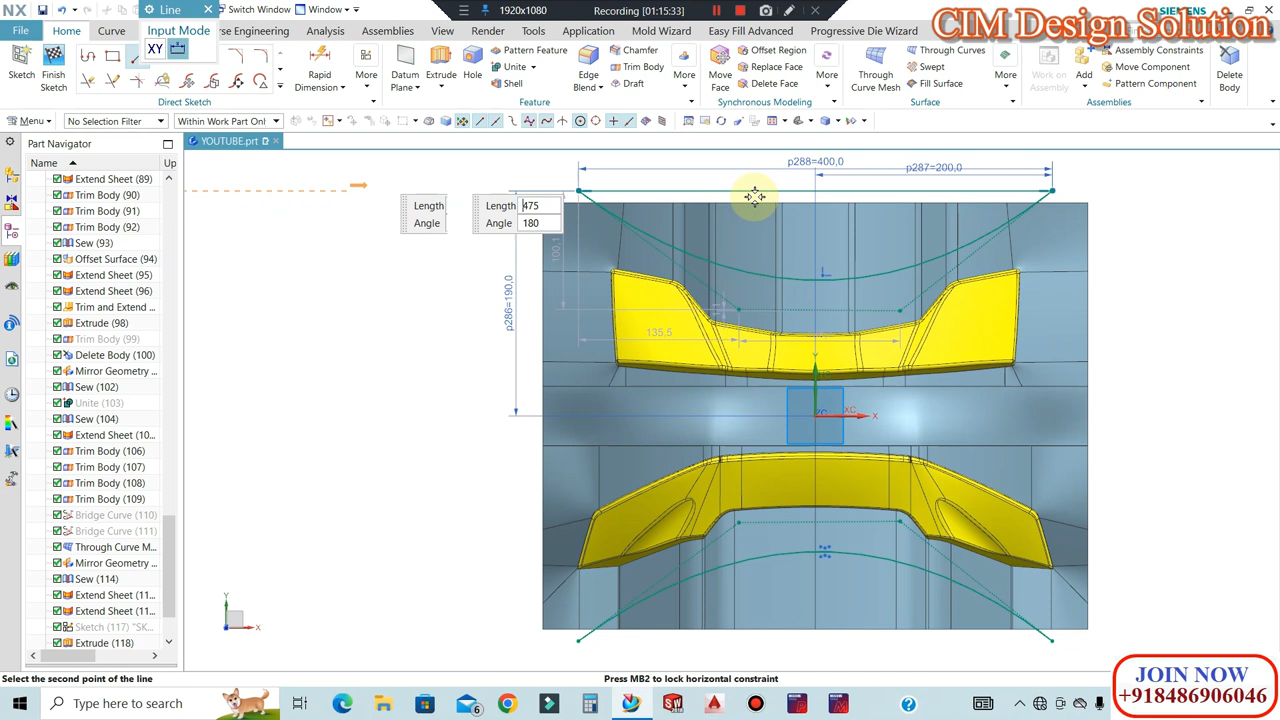 NX
Switch Window
Window
1920x1080
Recording [01:15:33]
SIEMENS
CIM Design Solution
Line
Input Mode
XY
File
Home
Curve
rse Engineering
Analysis
Assemblies
View
Render
Tools
Application
Mold Wizard
Easy Fill Advanced
Progressive Die Wizard
Sketch
Finish Sketch
Rapid Dimension
More
Datum Plane
Extrude
Hole
Pattern Feature
Unite
Shell
Edge Blend
Chamfer
Trim Body
Draft
More
Move Face
Offset Region
Replace Face
Delete Face
More
Through Curve Mesh
Through Curves
Swept
Fill Surface
More
Work on Assembly
Add
Assembly Constraints
Move Component
Pattern Component
Delete Body
Direct Sketch
Feature
Synchronous Modeling
Surface
Assemblies
Menu
No Selection Filter
Within Work Part Only
Part Navigator
YOUTUBE.prt
Name
Up
Extend Sheet (89)
Trim Body (90)
Trim Body (91)
Trim Body (92)
Sew (93)
Offset Surface (94)
Extend Sheet (95)
Extend Sheet (96)
Trim and Extend
Extrude (98)
Trim Body (99)
Delete Body (100)
Mirror Geometry
Sew (102)
Unite (103)
Sew (104)
Extend Sheet (10...
Trim Body (106)
Trim Body (107)
Trim Body (108)
Trim Body (109)
Bridge Curve (110)
Bridge Curve (111)
Through Curve M...
Mirror Geometry
Sew (114)
Extend Sheet (11...
Extend Sheet (11...
Sketch (117) "SK...
Extrude (118)
Length
Angle
Length 475
Angle 180
p288=400,0
p287=200,0
p286=190,0
100,1
135,5
Y
XC
X
Y
X
Select the second point of the line
Press MB2 to lock horizontal constraint
JOIN NOW
+918486906046
Type here to search
6